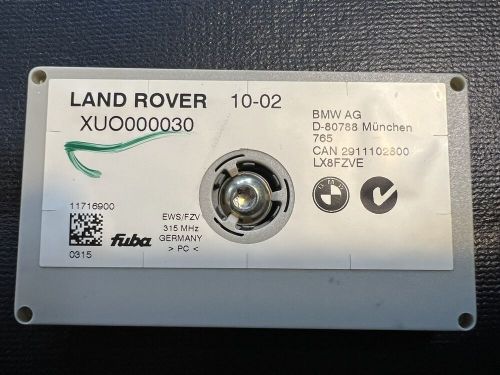 LAND ROVER 10-02
XUO000030
BMW AG
D-80788 München
765
CAN 2911102800
LX8FZVE
BMW
11716900
0315
fuba
EWS/FZV
315 MHz
GERMANY
> PC <